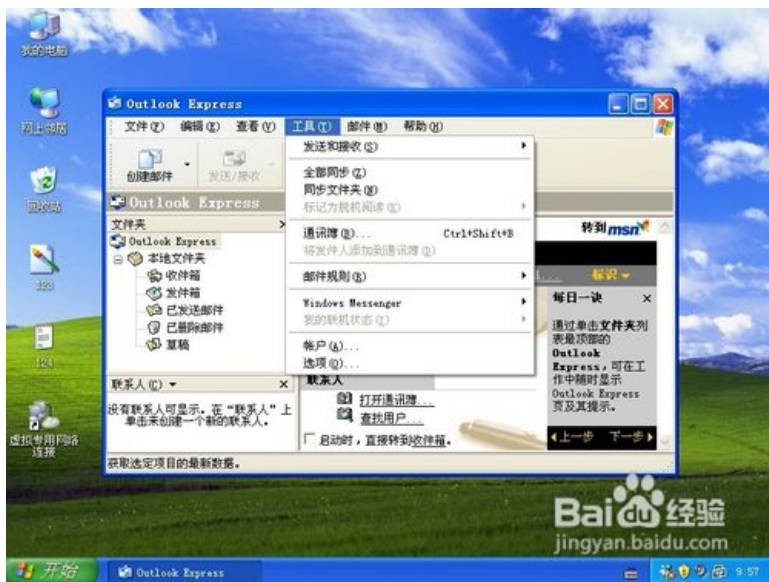 我的电脑
网上邻居
回收站
123
124
虚拟专用网络
连接
Outlook Express
文件(F) 编辑(E) 查看(V) 工具(T) 邮件(M) 帮助(H)
创建邮件 发送/接收
Outlook Express
文件夹 ×
Outlook Express
本地文件夹
收件箱
发件箱
已发送邮件
已删除邮件
草稿
联系人(C) ×
没有联系人可显示。在“联系人”上
单击来创建一个新的联系人。
发送和接收(S)
全部同步(Z)
同步文件夹(N)
标记为脱机阅读(K)
通讯簿(B)... Ctrl+Shift+B
将发件人添加到通讯簿(D)
邮件规则(R)
Windows Messenger
我的联机状态(I)
帐户(A)...
选项(O)...
转到 msn
标识
联系人
打开通讯簿...
查找用户...
启动时，直接转到收件箱。
每日一诀 ×
通过单击文件夹列
表最顶部的
Outlook
Express，可在工
作中随时显示
Outlook Express
页及其提示。
上一步 下一步
获取选定项目的最新数据。
Baidu经验
jingyan.baidu.com
开始 Outlook Express 9:57